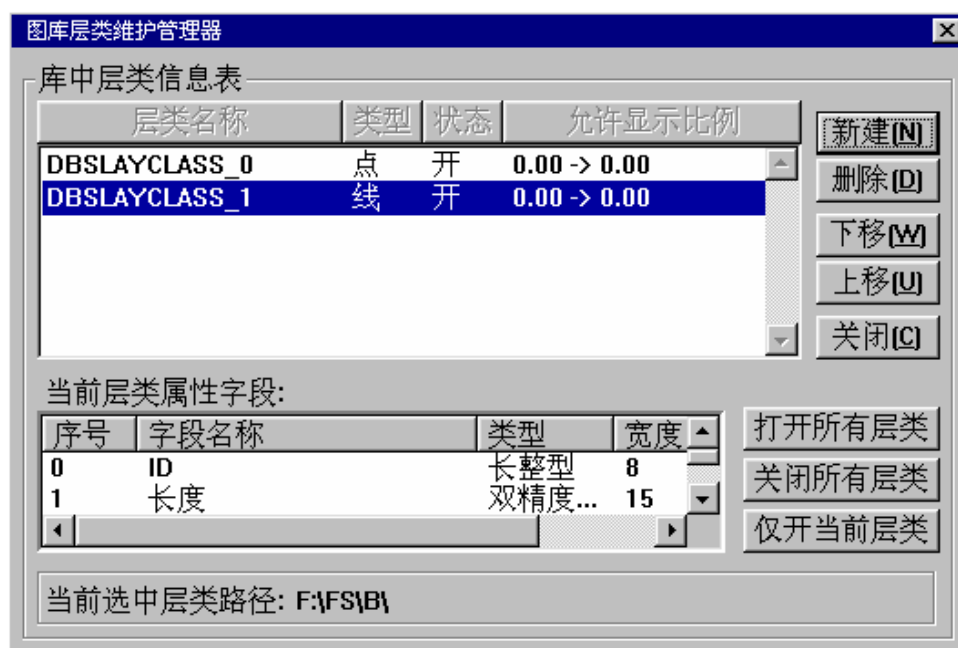 图库层类维护管理器
库中层类信息表
层类名称 类型 状态 允许显示比例
DBSLAYCLASS_0 点 开 0.00 -> 0.00
DBSLAYCLASS_1 线 开 0.00 -> 0.00
新建(N)
删除(D)
下移(W)
上移(U)
关闭(C)
当前层类属性字段:
序号 字段名称 类型 宽度
0 ID 长整型 8
1 长度 双精度... 15
打开所有层类
关闭所有层类
仅开当前层类
当前选中层类路径: F:\FS\B\